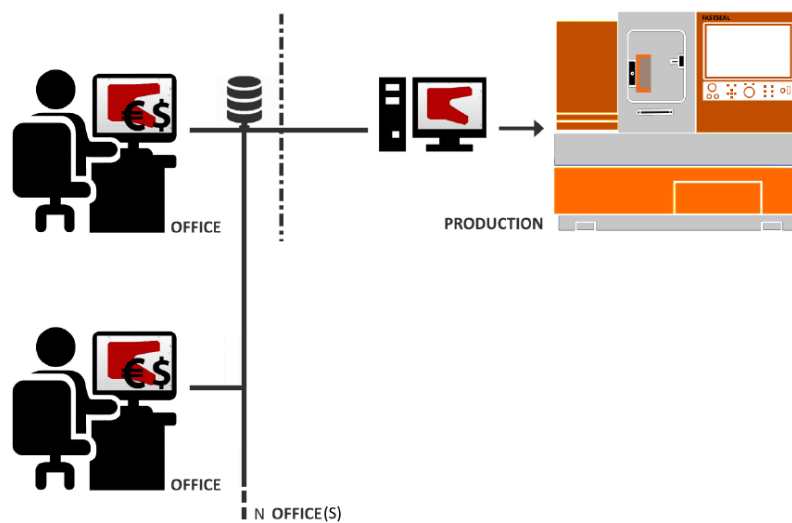 FASTSEAL
€$
OFFICE
PRODUCTION
€$
OFFICE
N OFFICE(S)